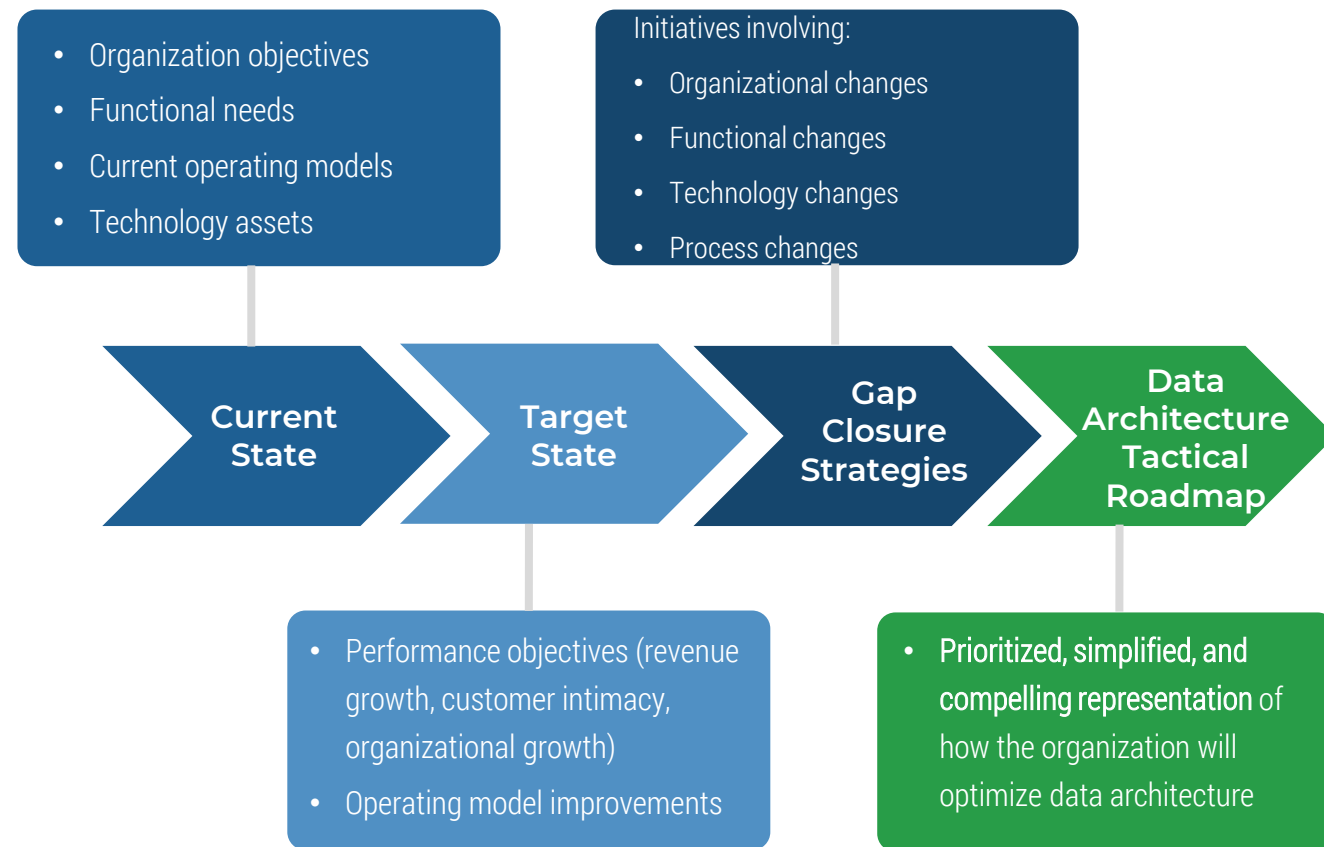 • Organization objectives
• Functional needs
• Current operating models
• Technology assets
Initiatives involving:
• Organizational changes
• Functional changes
• Technology changes
• Process changes
Current
State
Target
State
Gap
Closure
Strategies
Data
Architecture
Tactical
Roadmap
• Performance objectives (revenue
growth, customer intimacy,
organizational growth)
• Operating model improvements
• Prioritized, simplified, and
compelling representation of
how the organization will
optimize data architecture